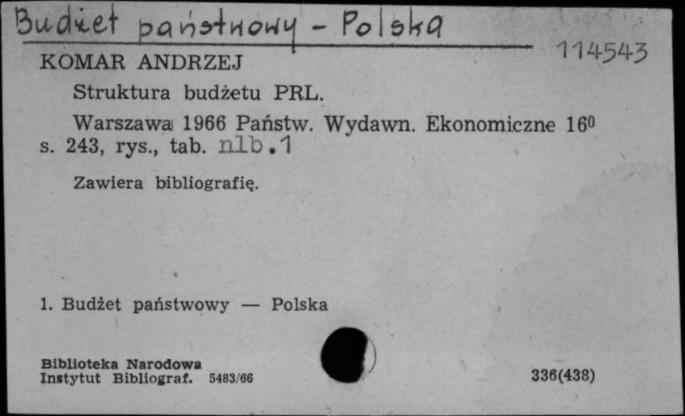 Budżet państwowy - Polska
114543
KOMAR ANDRZEJ
Struktura budżetu PRL.
Warszawa 1966 Państw. Wydawn. Ekonomiczne 16⁰
s. 243, rys., tab. nlb.1
Zawiera bibliografię.
1. Budżet państwowy — Polska
Biblioteka Narodowa
Instytut Bibliograf. 5483/66
336(438)